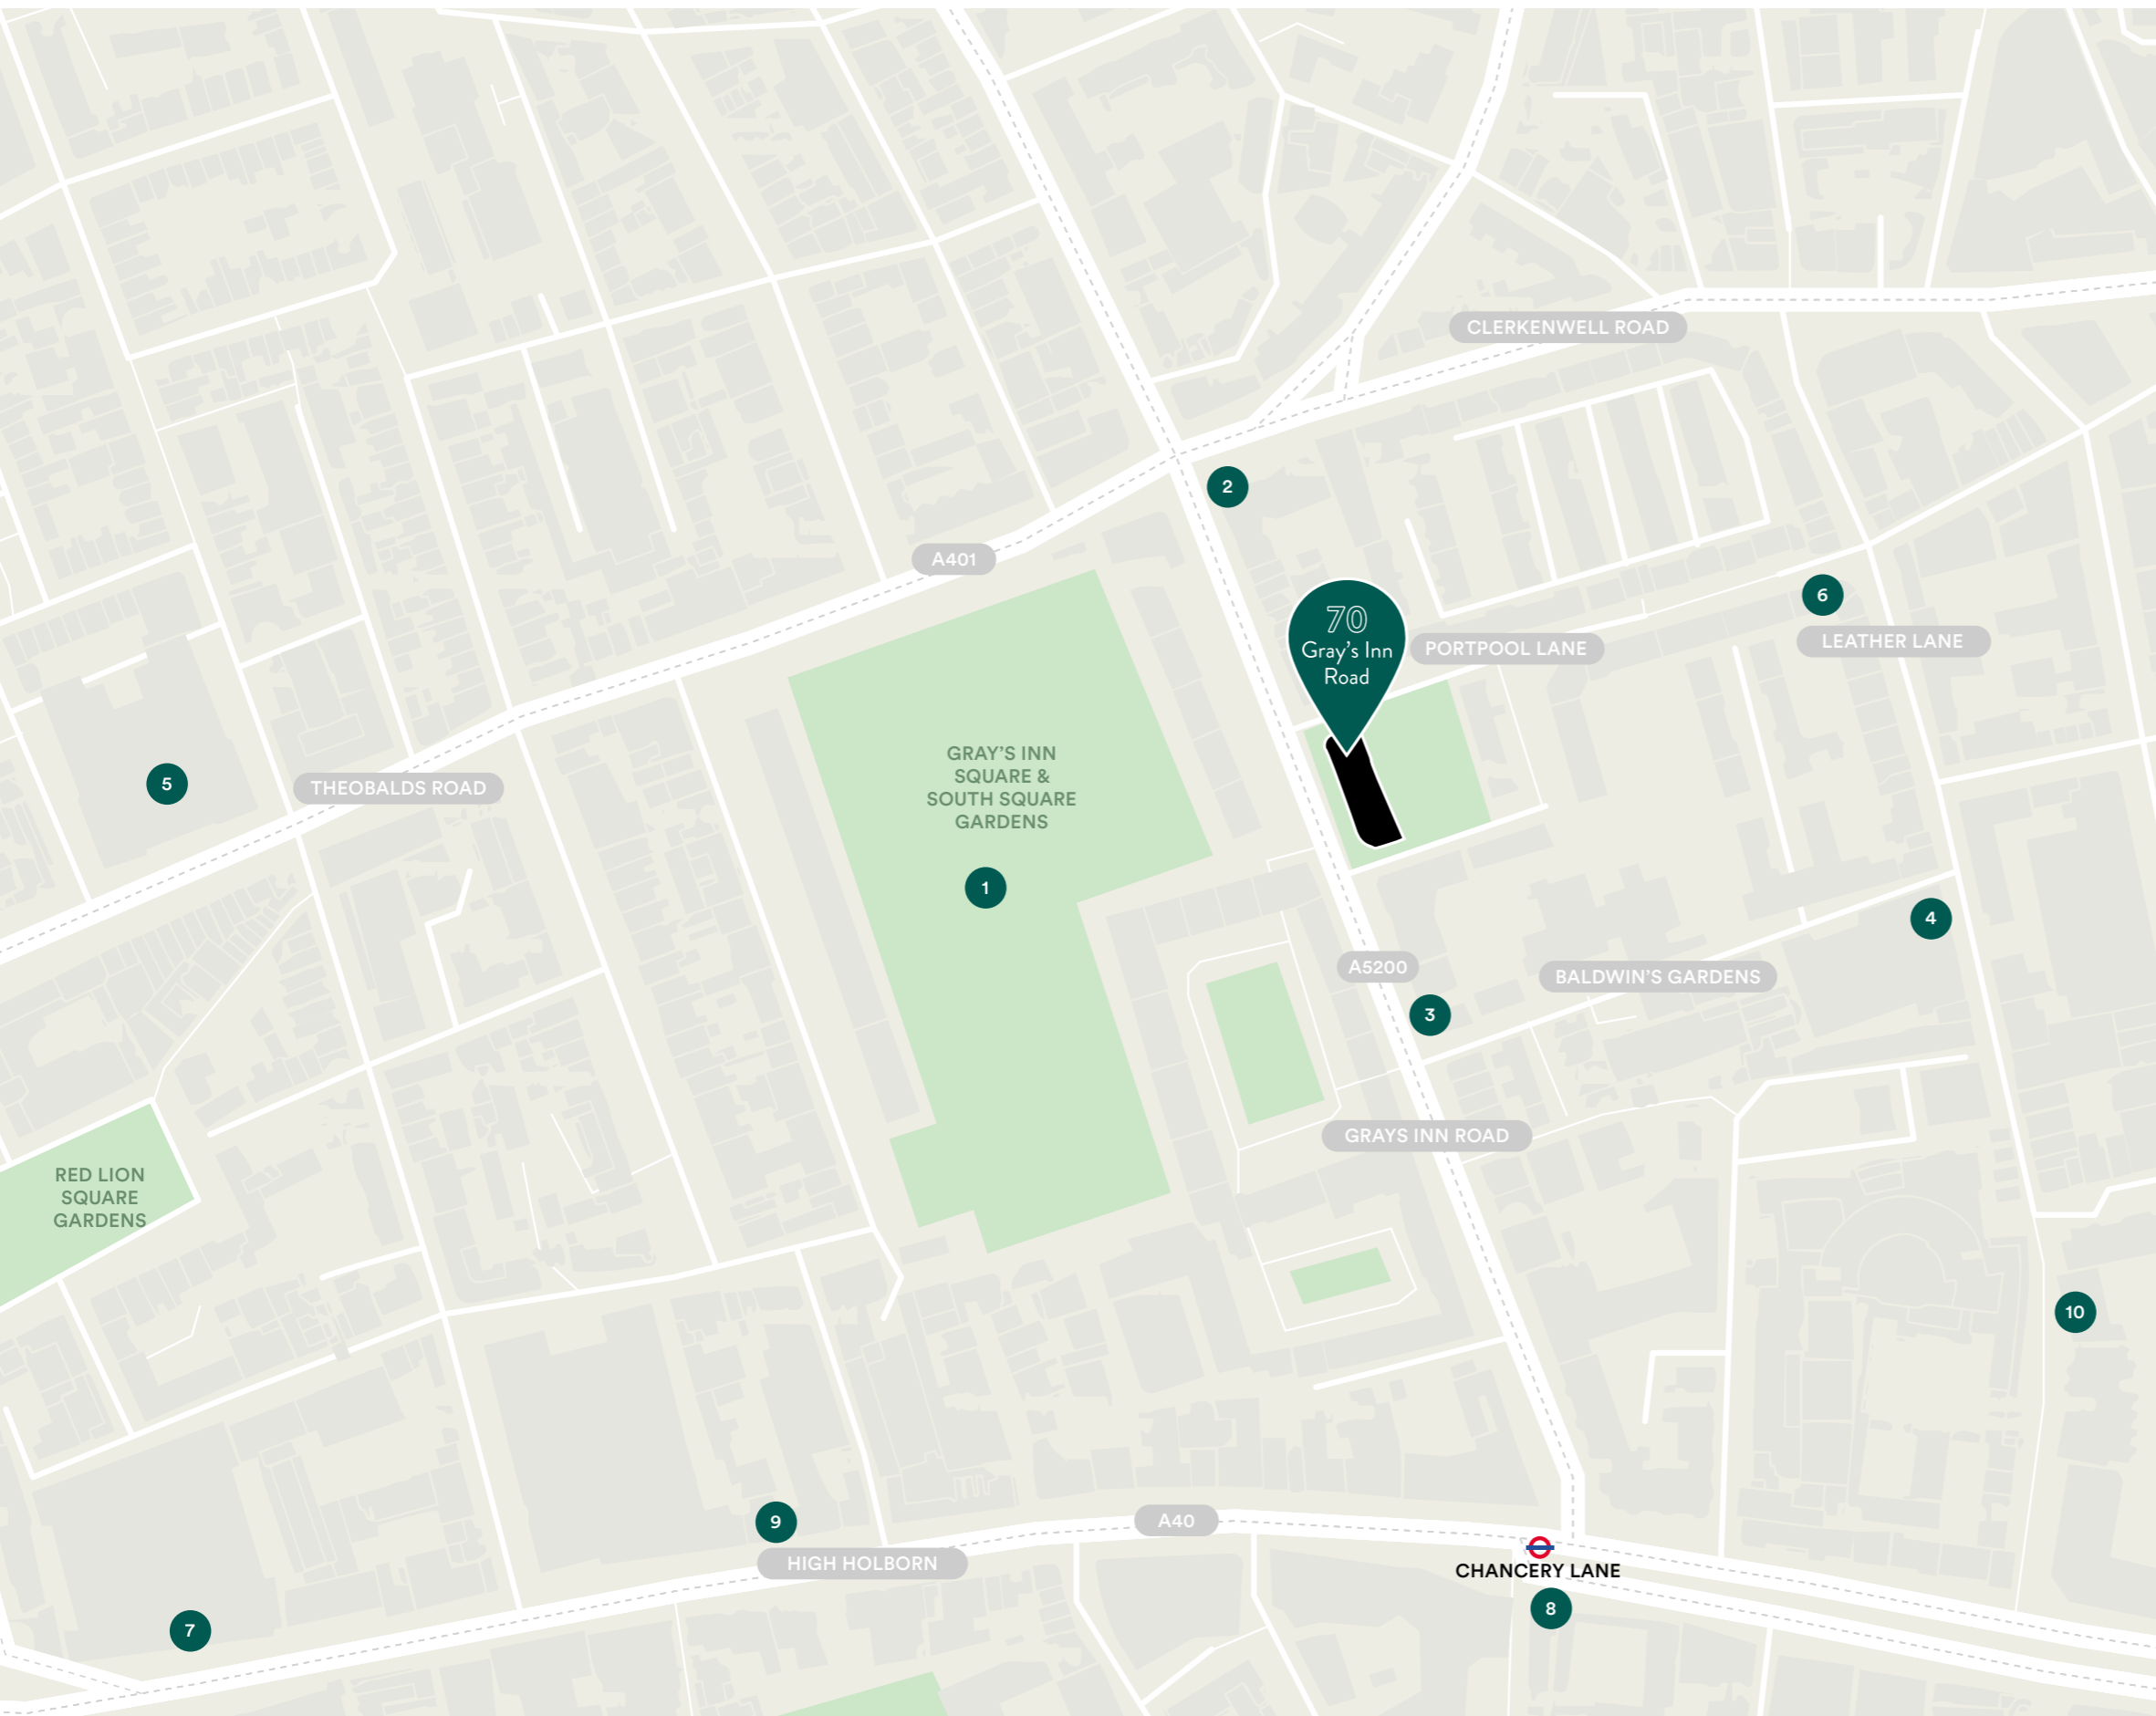 CLERKENWELL ROAD
2
A401
6
70
Gray's Inn
Road
PORTPOOL LANE
LEATHER LANE
GRAY'S INN
SQUARE &
SOUTH SQUARE
GARDENS
5
THEOBALDS ROAD
1
4
A5200
BALDWIN'S GARDENS
3
GRAYS INN ROAD
RED LION
SQUARE
GARDENS
10
9
A40
HIGH HOLBORN
CHANCERY LANE
8
7